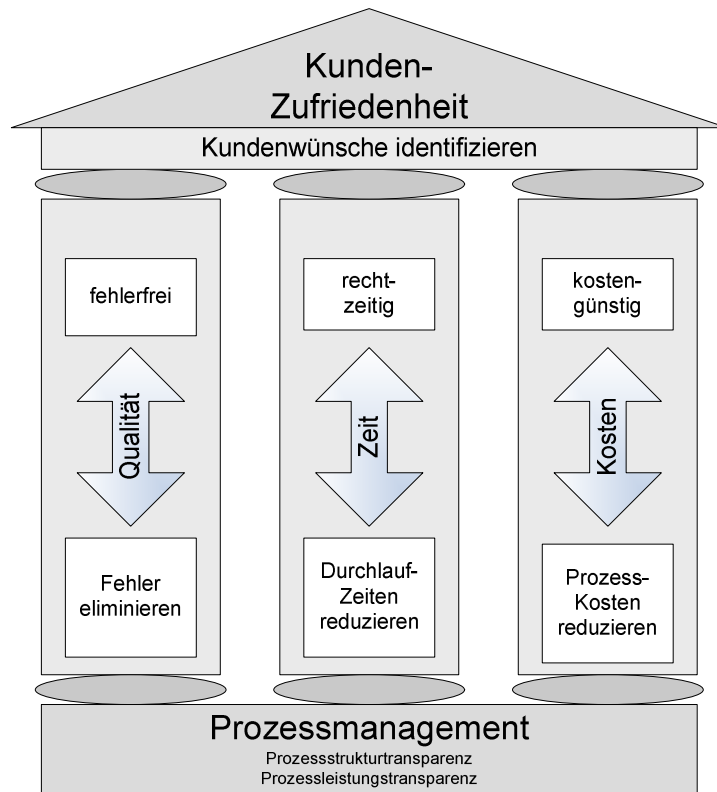 Kunden-
Zufriedenheit
Kundenwünsche identifizieren
fehlerfrei
Qualität
Fehler
eliminieren
recht-
zeitig
Zeit
Durchlauf-
Zeiten
reduzieren
kosten-
günstig
Kosten
Prozess-
Kosten
reduzieren
Prozessmanagement
Prozessstrukturtransparenz
Prozessleistungstransparenz